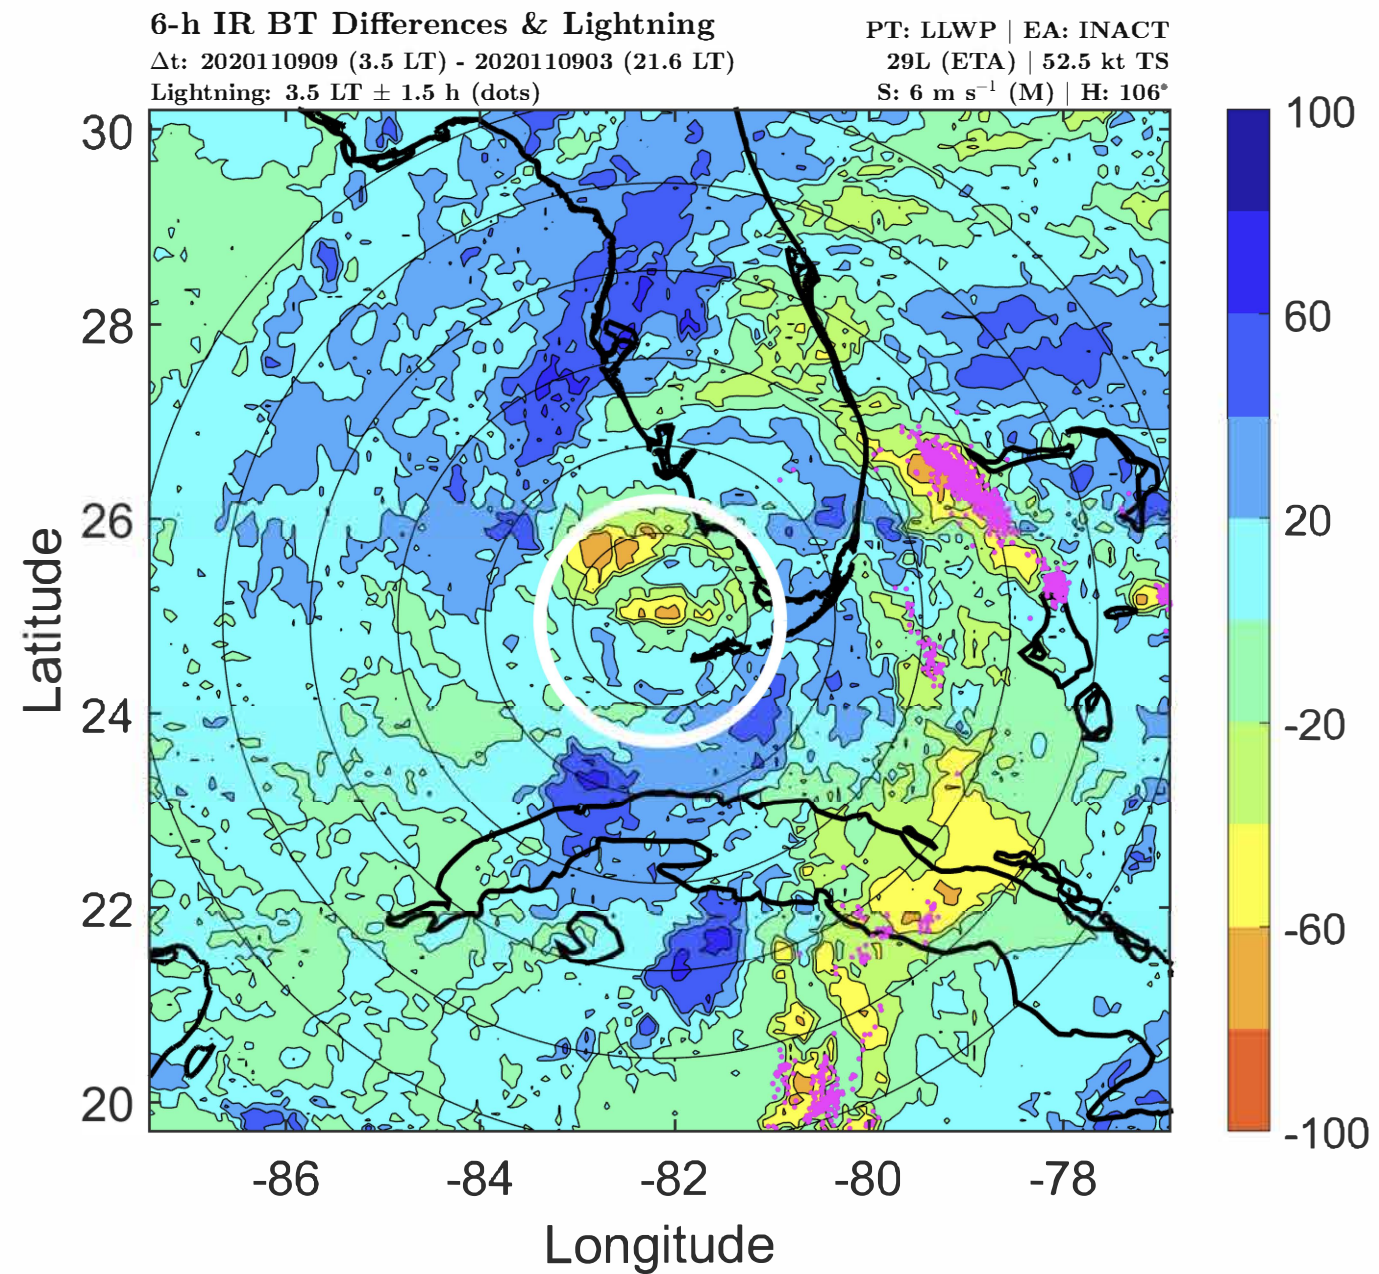 6-h IR BT Differences & Lightning
PT: LLWP | EA: INACT
Δt: 2020110909 (3.5 LT) - 2020110903 (21.6 LT)
29L (ETA) | 52.5 kt TS
Lightning: 3.5 LT ± 1.5 h (dots)
S: 6 m s⁻¹ (M) | H: 106°
30
28
26
24
22
20
Latitude
-86
-84
-82
-80
-78
Longitude
100
60
20
-20
-60
-100